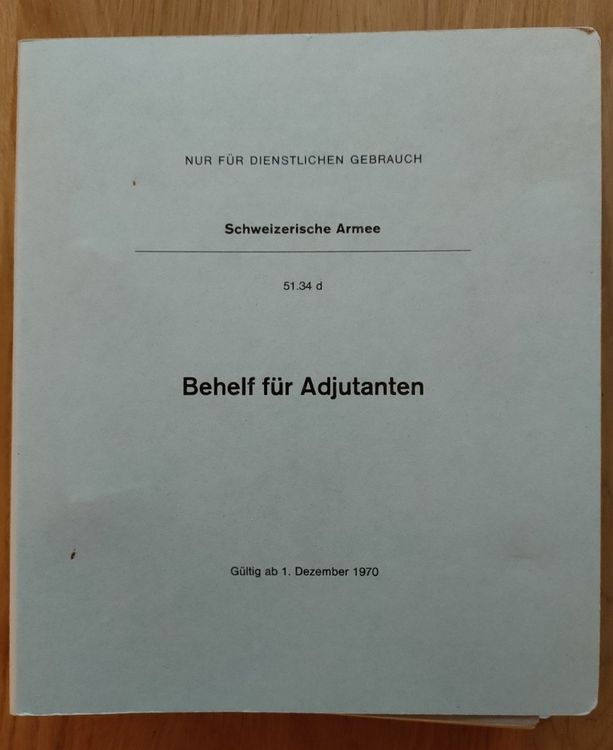 NUR FÜR DIENSTLICHEN GEBRAUCH
Schweizerische Armee
51.34 d
Behelf für Adjutanten
Gültig ab 1. Dezember 1970